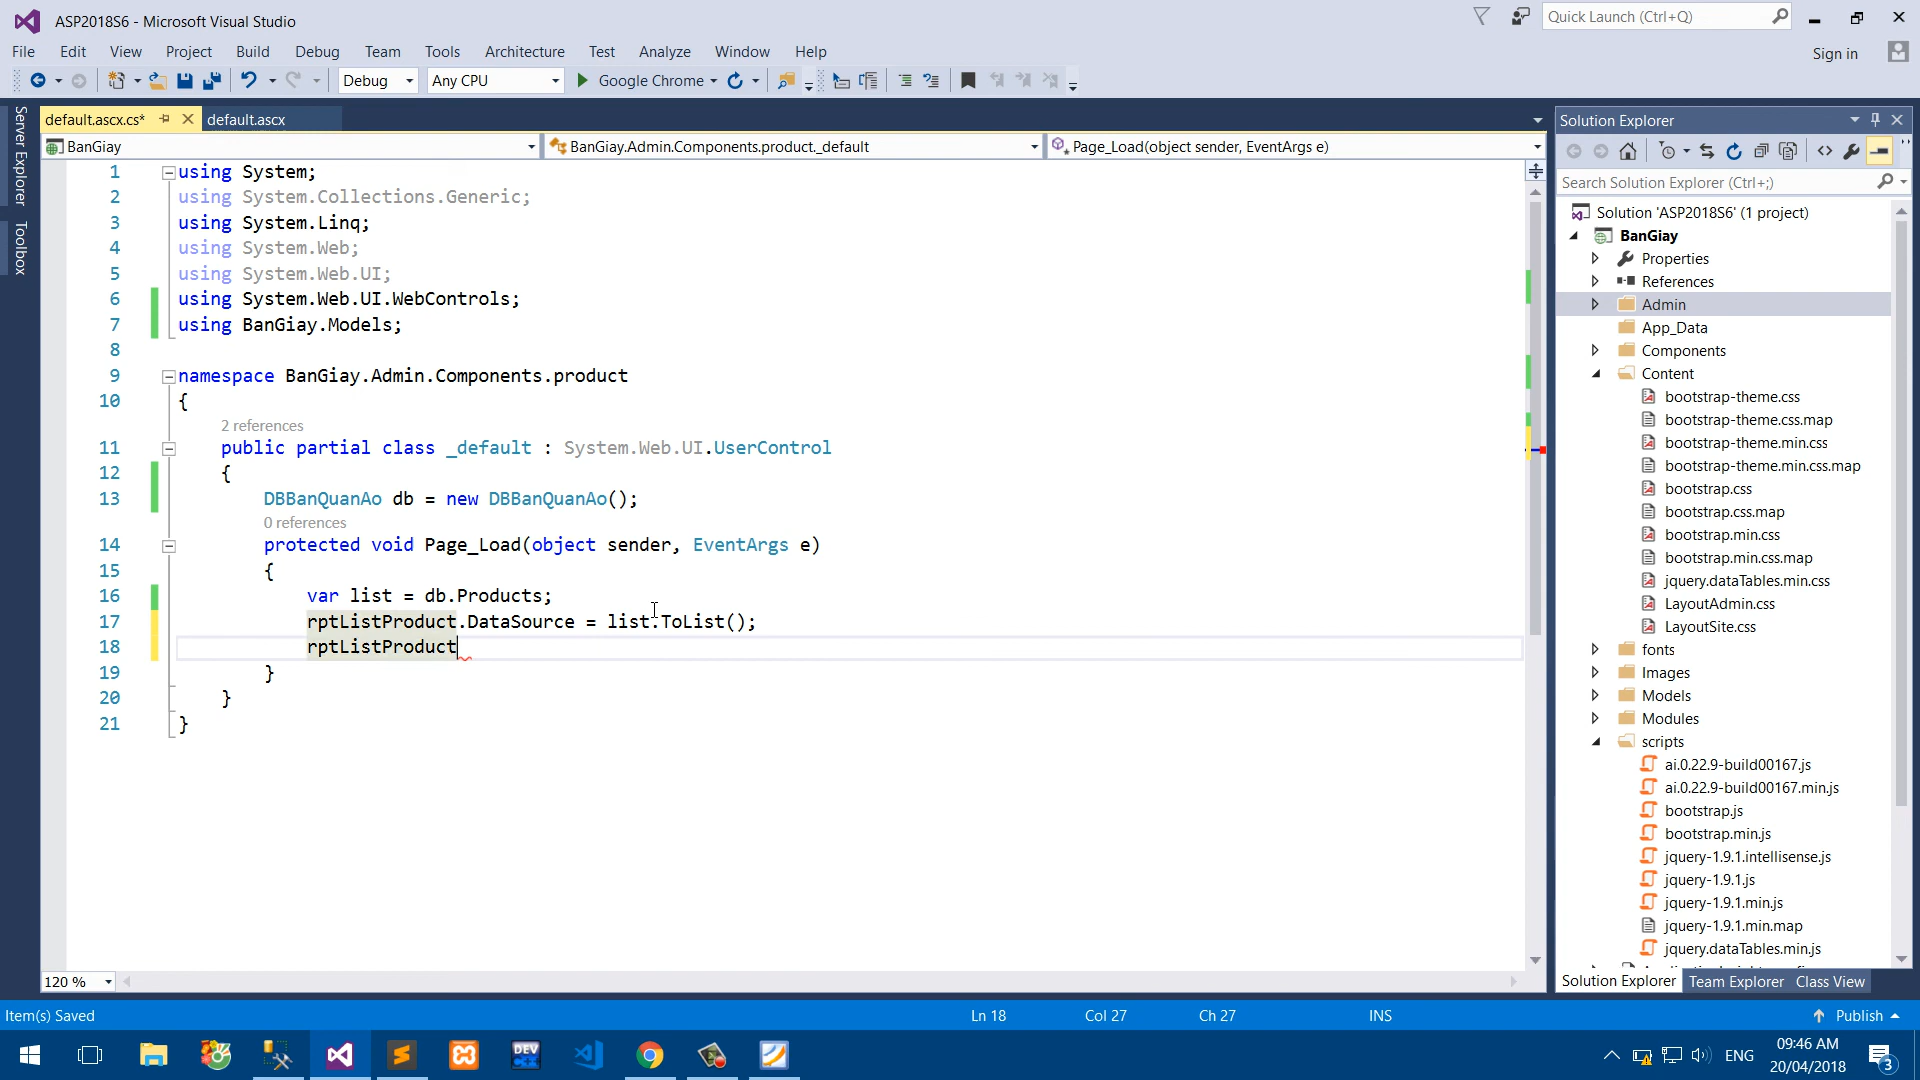 ASP2018S6 - Microsoft Visual Studio
Quick Launch (Ctrl+Q)
File Edit View Project Build Debug Team Tools Architecture Test Analyze Window Help
Sign in
Debug Any CPU Google Chrome
Server Explorer
Toolbox
default.ascx.cs* default.ascx
BanGiay BanGiay.Admin.Components.product._default Page_Load(object sender, EventArgs e)
1 using System;
2 using System.Collections.Generic;
3 using System.Linq;
4 using System.Web;
5 using System.Web.UI;
6 using System.Web.UI.WebControls;
7 using BanGiay.Models;
8
9 namespace BanGiay.Admin.Components.product
10 {
2 references
11 public partial class _default : System.Web.UI.UserControl
12 {
13 DBBanQuanAo db = new DBBanQuanAo();
0 references
14 protected void Page_Load(object sender, EventArgs e)
15 {
16 var list = db.Products;
17 rptListProduct.DataSource = list.ToList();
18 rptListProduct
19 }
20 }
21 }
120 %
Solution Explorer
Search Solution Explorer (Ctrl+;)
Solution 'ASP2018S6' (1 project)
BanGiay
Properties
References
Admin
App_Data
Components
Content
bootstrap-theme.css
bootstrap-theme.css.map
bootstrap-theme.min.css
bootstrap-theme.min.css.map
bootstrap.css
bootstrap.css.map
bootstrap.min.css
bootstrap.min.css.map
jquery.dataTables.min.css
LayoutAdmin.css
LayoutSite.css
fonts
Images
Models
Modules
scripts
ai.0.22.9-build00167.js
ai.0.22.9-build00167.min.js
bootstrap.js
bootstrap.min.js
jquery-1.9.1.intellisense.js
jquery-1.9.1.js
jquery-1.9.1.min.js
jquery-1.9.1.min.map
jquery.dataTables.min.js
Solution Explorer Team Explorer Class View
Item(s) Saved Ln 18 Col 27 Ch 27 INS Publish
DEV
ENG
09:46 AM
20/04/2018
3